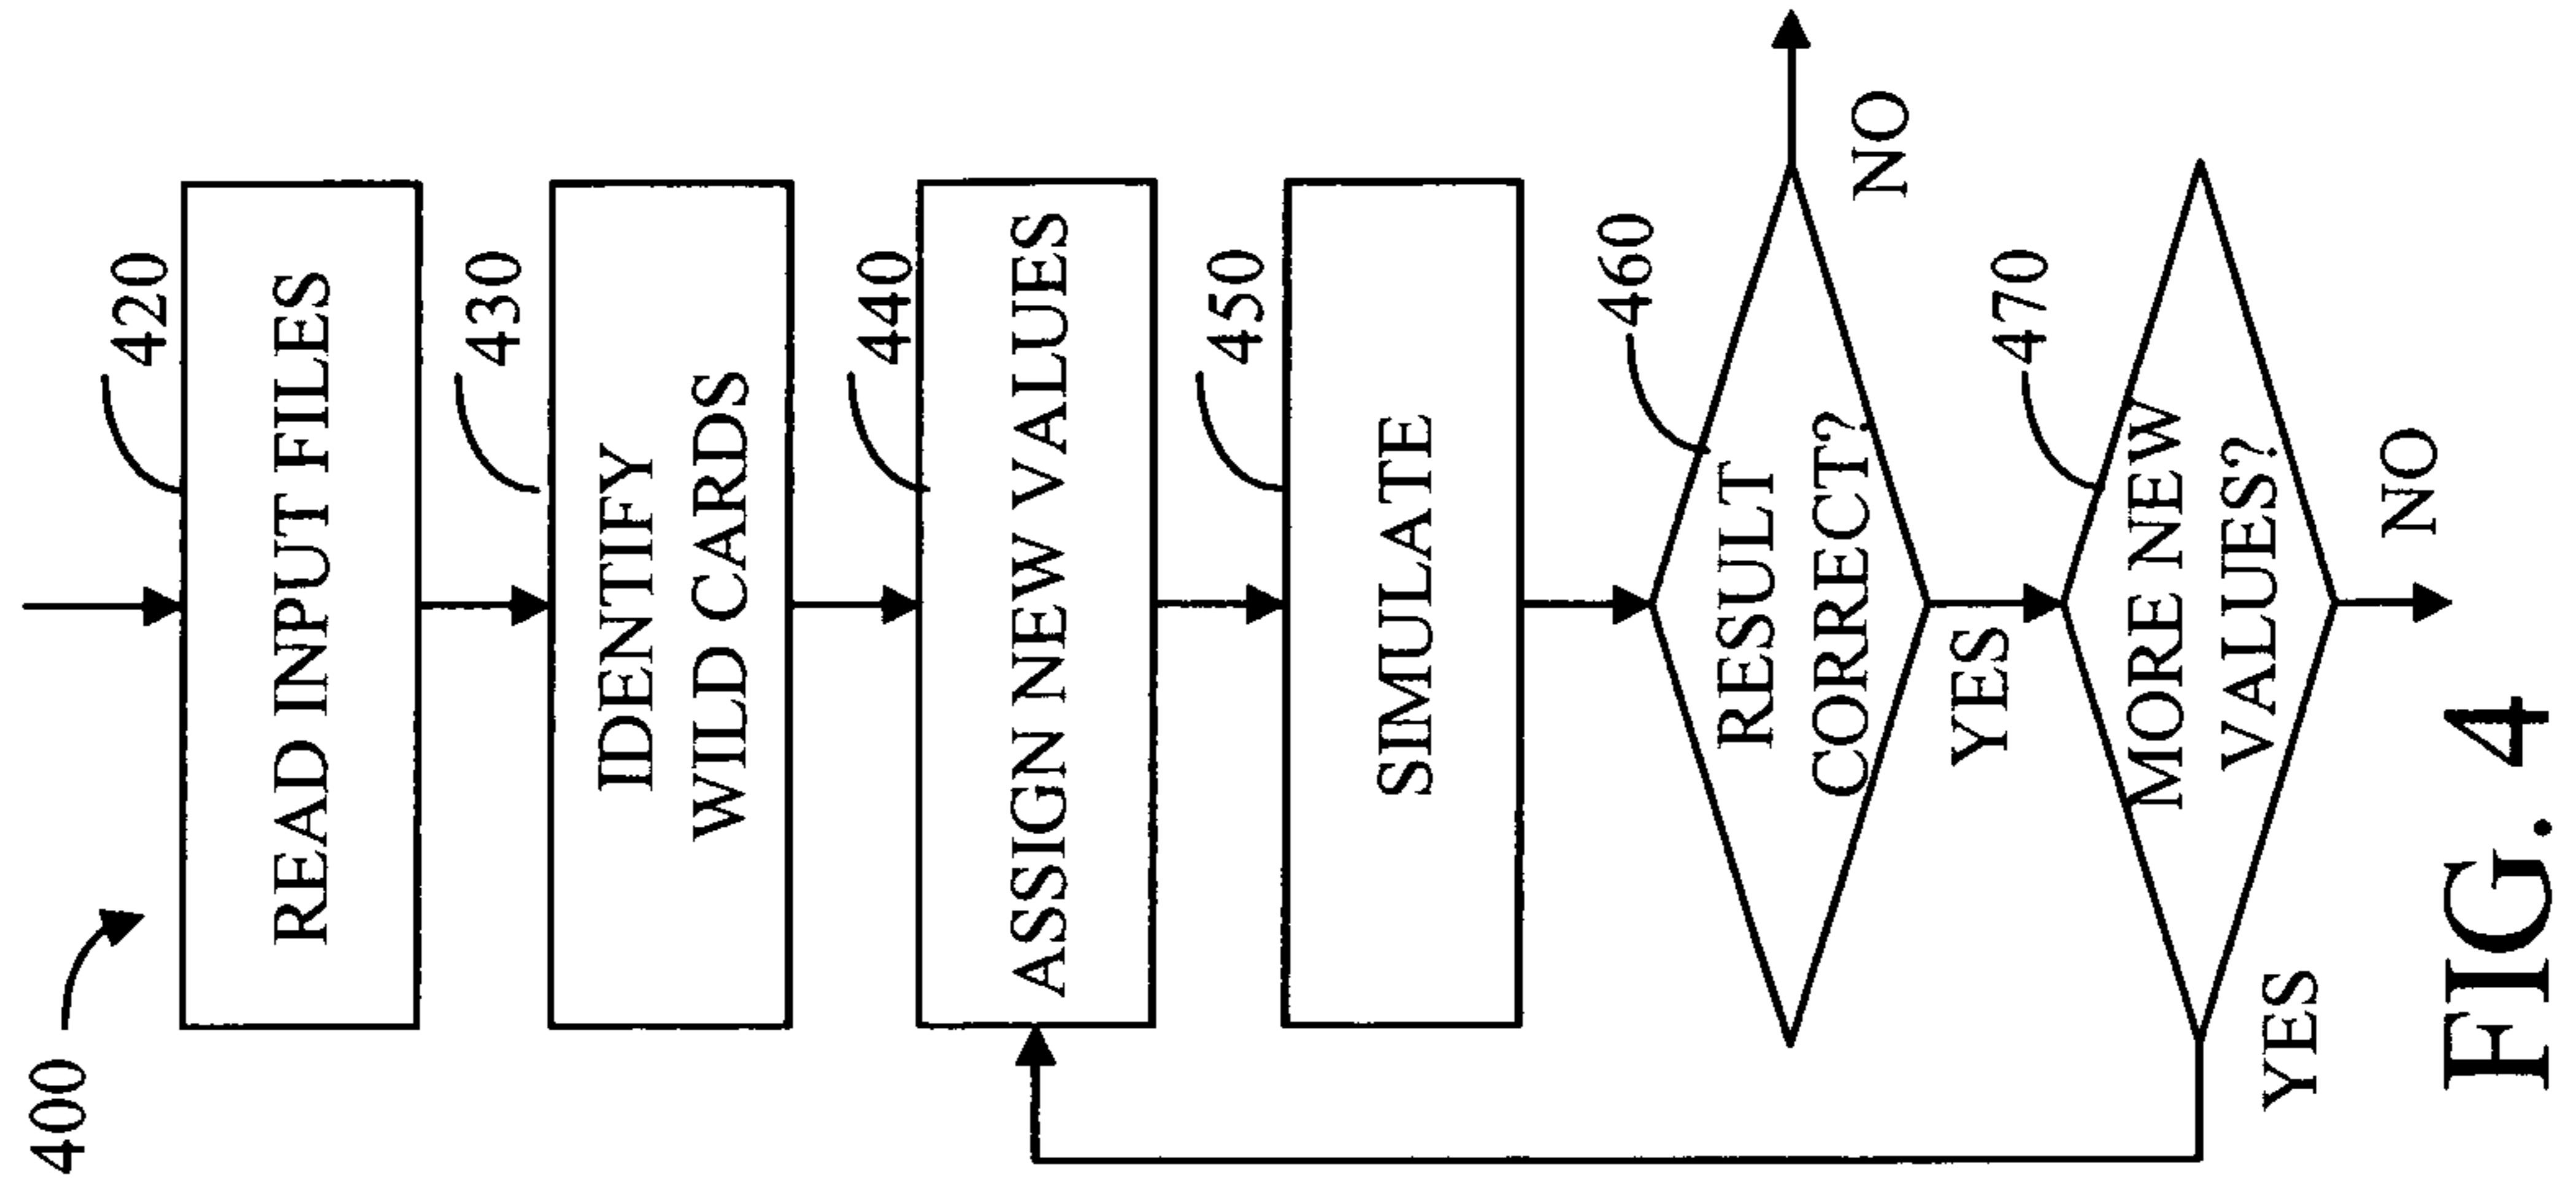 400
420
READ INPUT FILES
430
IDENTIFY
WILD CARDS
440
ASSIGN NEW VALUES
450
SIMULATE
460
RESULT
CORRECT?
NO
YES
470
MORE NEW
VALUES?
YES
NO
FIG. 4